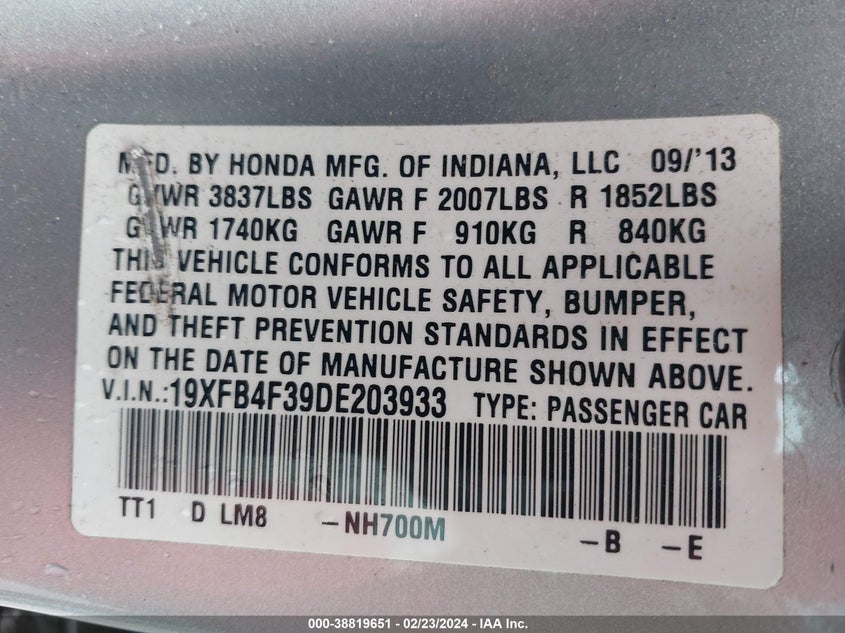 MFD. BY HONDA MFG. OF INDIANA, LLC 09/'13
GVWR 3837LBS GAWR F 2007LBS R 1852LBS
GVWR 1740KG GAWR F 910KG R 840KG
THIS VEHICLE CONFORMS TO ALL APPLICABLE
FEDERAL MOTOR VEHICLE SAFETY, BUMPER,
AND THEFT PREVENTION STANDARDS IN EFFECT
ON THE DATE OF MANUFACTURE SHOWN ABOVE.
V.I.N.:19XFB4F39DE203933 TYPE: PASSENGER CAR
TT1 D LM8 -NH700M -B -E
000-38819651 - 02/23/2024 - IAA Inc.